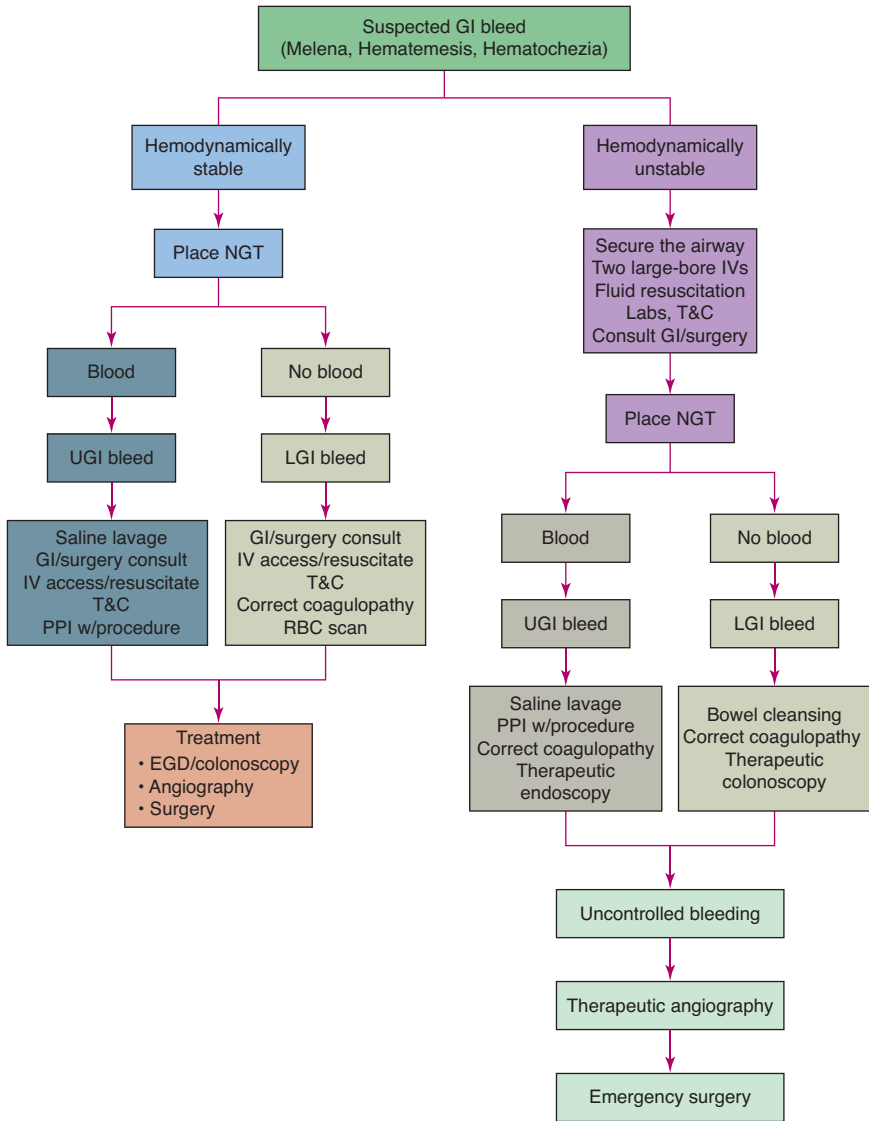 Suspected GI bleed
(Melena, Hematemesis, Hematochezia)
Hemodynamically
stable
Place NGT
Blood
UGI bleed
Saline lavage
GI/surgery consult
IV access/resuscitate
T&C
PPI w/procedure
No blood
LGI bleed
GI/surgery consult
IV access/resuscitate
T&C
Correct coagulopathy
RBC scan
Treatment
• EGD/colonoscopy
• Angiography
• Surgery
Hemodynamically
unstable
Secure the airway
Two large-bore IVs
Fluid resuscitation
Labs, T&C
Consult GI/surgery
Place NGT
Blood
UGI bleed
Saline lavage
PPI w/procedure
Correct coagulopathy
Therapeutic
endoscopy
No blood
LGI bleed
Bowel cleansing
Correct coagulopathy
Therapeutic
colonoscopy
Uncontrolled bleeding
Therapeutic angiography
Emergency surgery